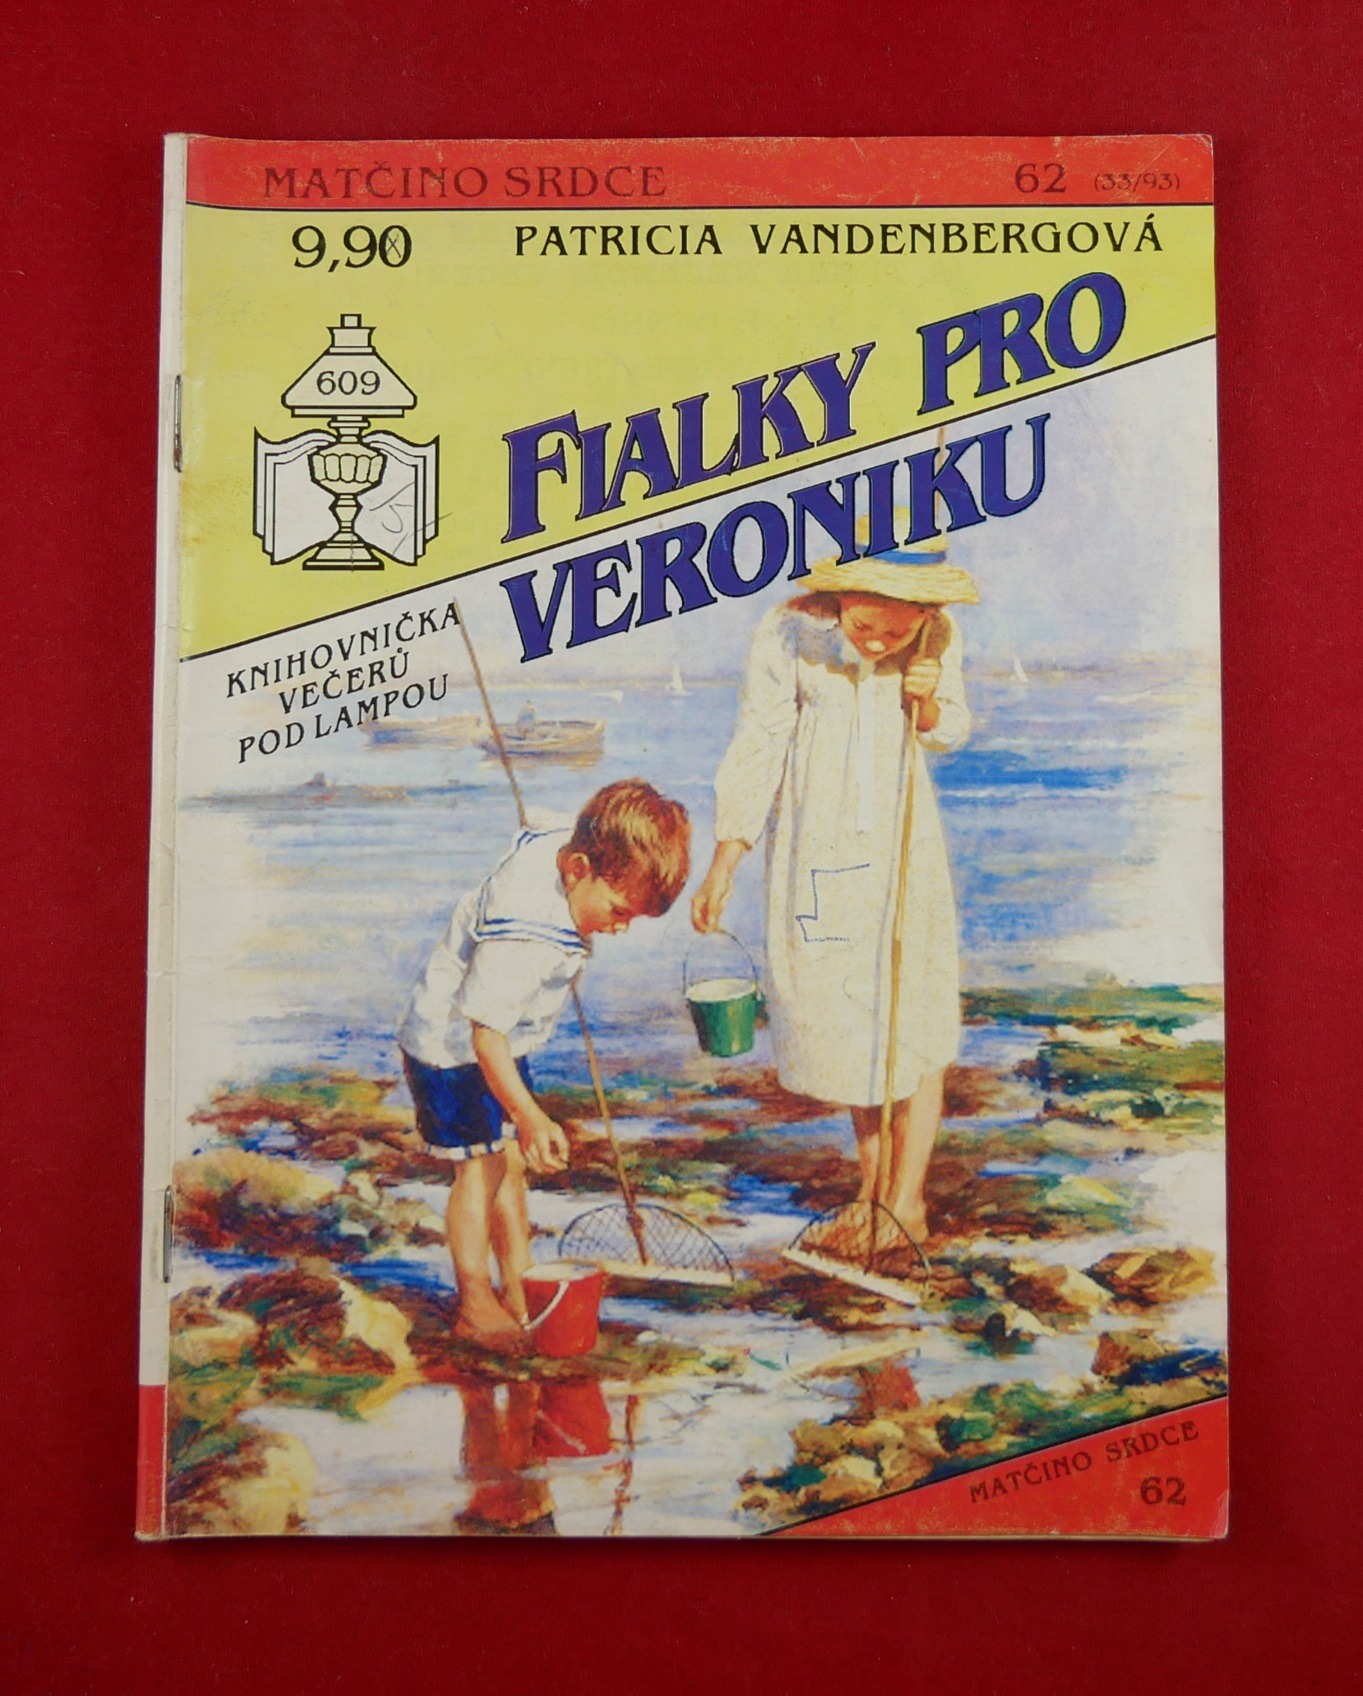 MATČINO SRDCE 62 (33/93)
9,90 PATRICIA VANDENBERGOVÁ
609
FIALKY PRO
VERONIKU
KNIHOVNIČKA
VEČERŮ
POD LAMPOU
MATČINO SRDCE
62